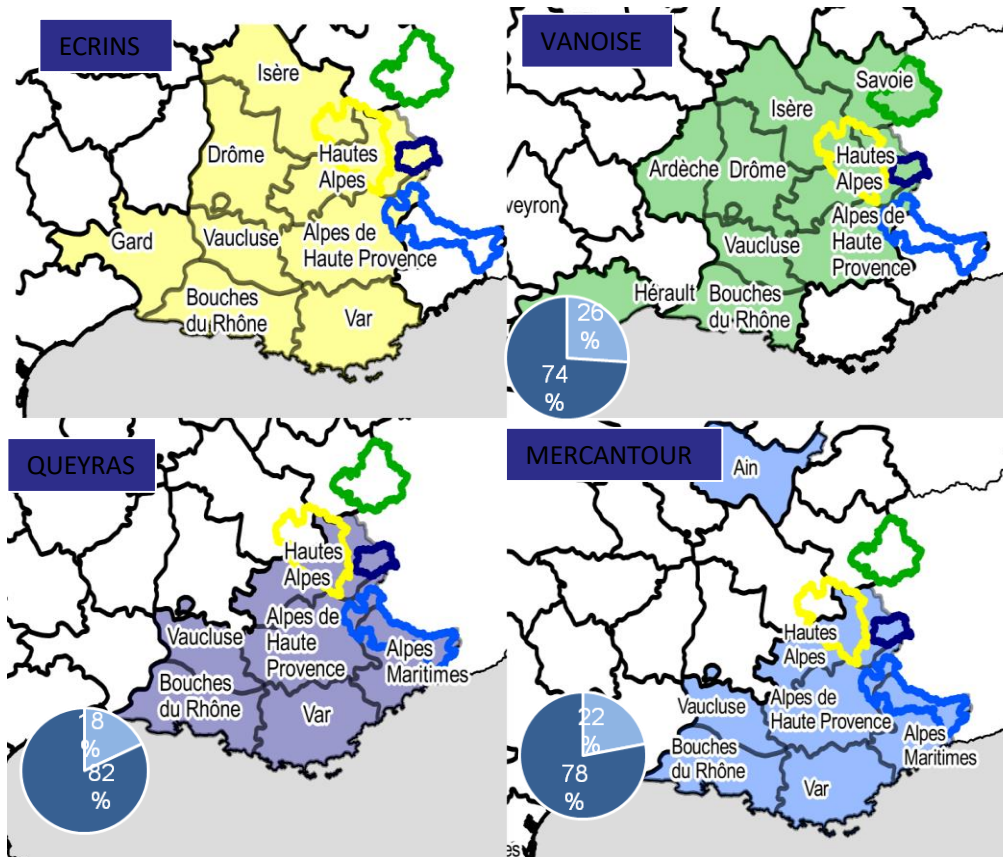 ECRINS
Isère
Drôme
Hautes
Alpes
Gard
Vaucluse
Alpes de
Haute Provence
Bouches
du Rhône
Var
VANOISE
Savoie
Isère
Ardèche
Drôme
Hautes
Alpes
veyron
Alpes de
Haute
Provence
Vaucluse
Hérault
Bouches
du Rhône
26
%
74
%
QUEYRAS
Hautes
Alpes
Vaucluse
Alpes de
Haute
Provence
Alpes
Maritimes
Bouches
du Rhône
Var
18
%
82
%
MERCANTOUR
Ain
Hautes
Alpes
Vaucluse
Alpes de
Haute Provence
Alpes
Maritimes
Bouches
du Rhône
Var
22
%
78
%
és